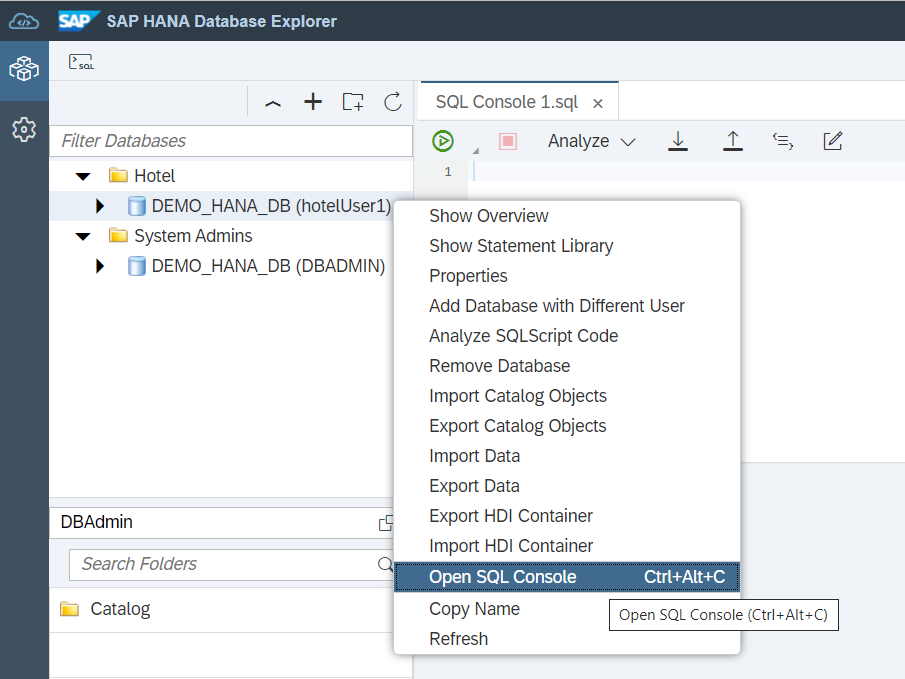 SAP SAP HANA Database Explorer
SQL
SQL Console 1.sql
Filter Databases
Analyze
1
Hotel
DEMO_HANA_DB (hotelUser1)
System Admins
DEMO_HANA_DB (DBADMIN)
Show Overview
Show Statement Library
Properties
Add Database with Different User
Analyze SQLScript Code
Remove Database
Import Catalog Objects
Export Catalog Objects
Import Data
Export Data
Export HDI Container
Import HDI Container
Open SQL Console Ctrl+Alt+C
Copy Name
Refresh
Open SQL Console (Ctrl+Alt+C)
DBAdmin
Search Folders
Catalog